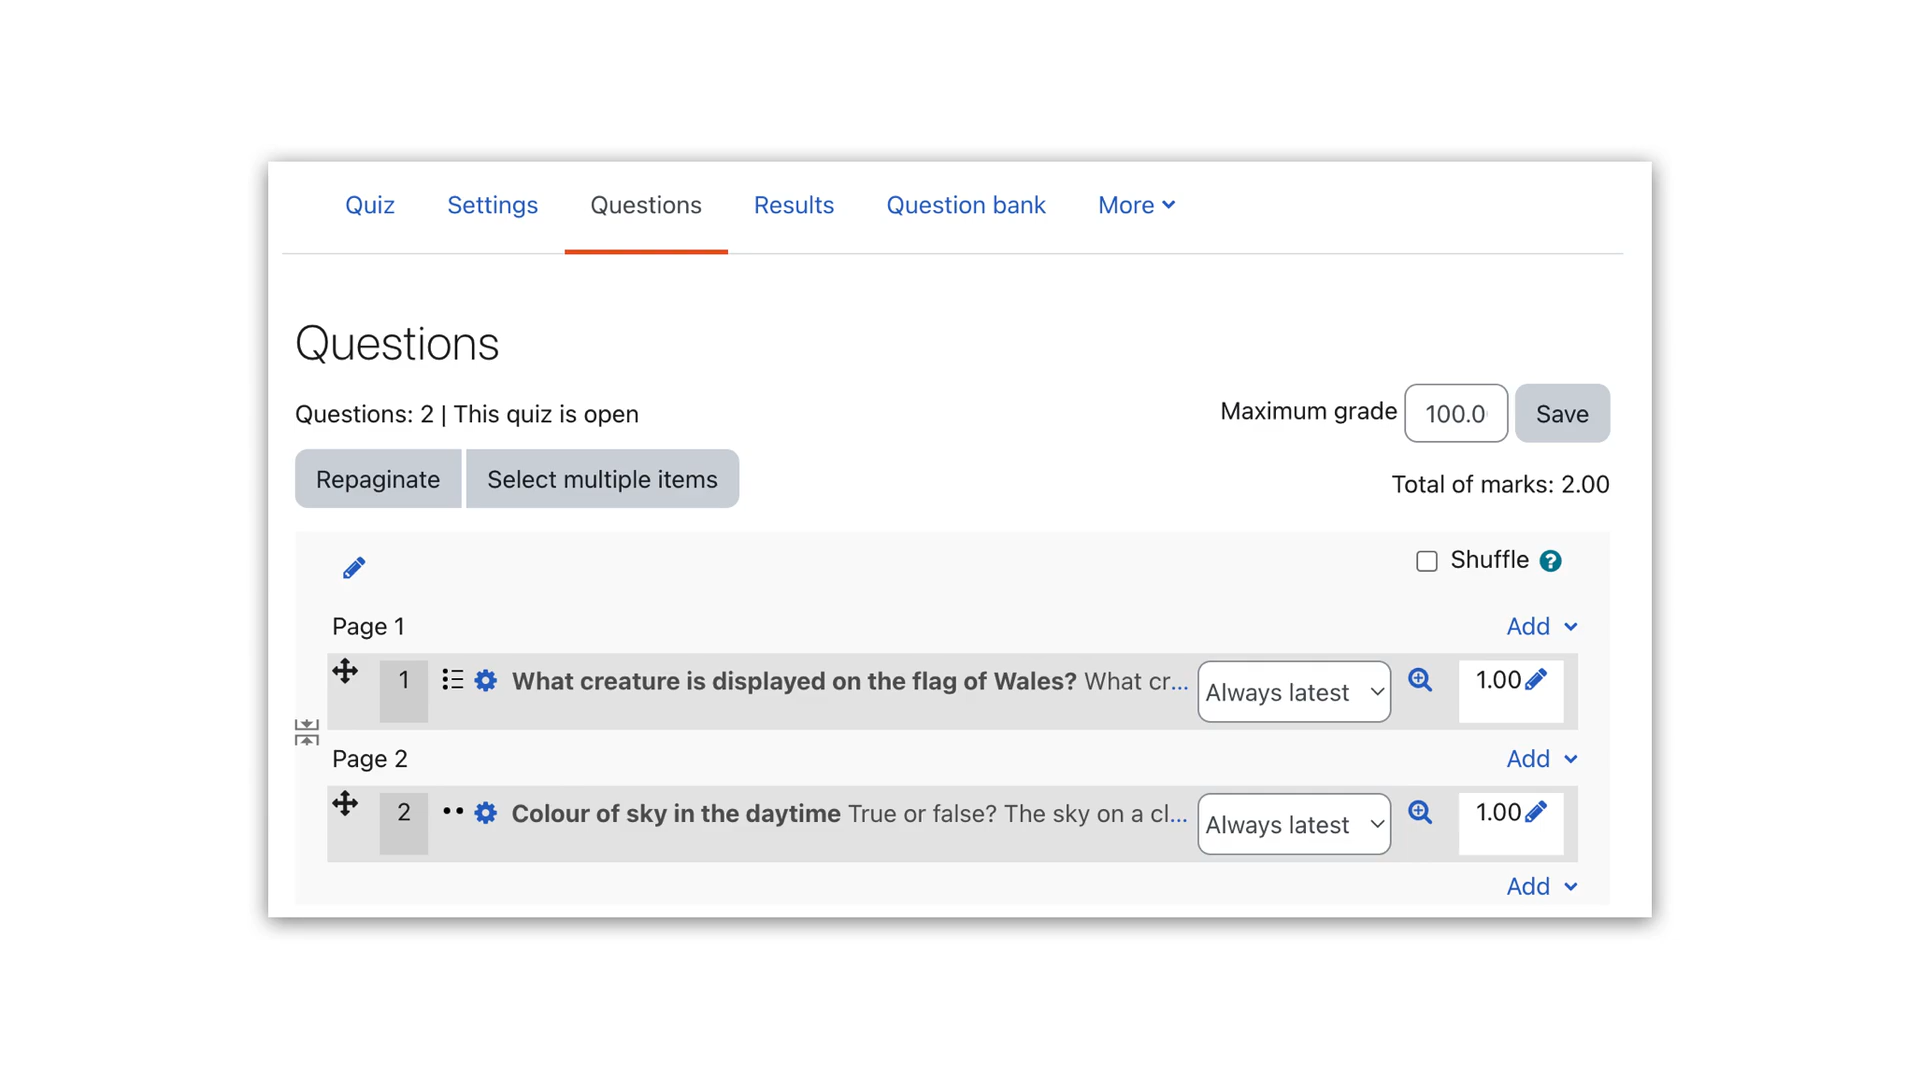 Quiz Settings Questions Results Question bank More
Questions
Questions: 2 | This quiz is open
Maximum grade 100.0 Save
Repaginate Select multiple items
Total of marks: 2.00
Shuffle ?
Page 1 Add
1 What creature is displayed on the flag of Wales? What cr... Always latest 1.00
Page 2 Add
2 Colour of sky in the daytime True or false? The sky on a cl... Always latest 1.00
Add